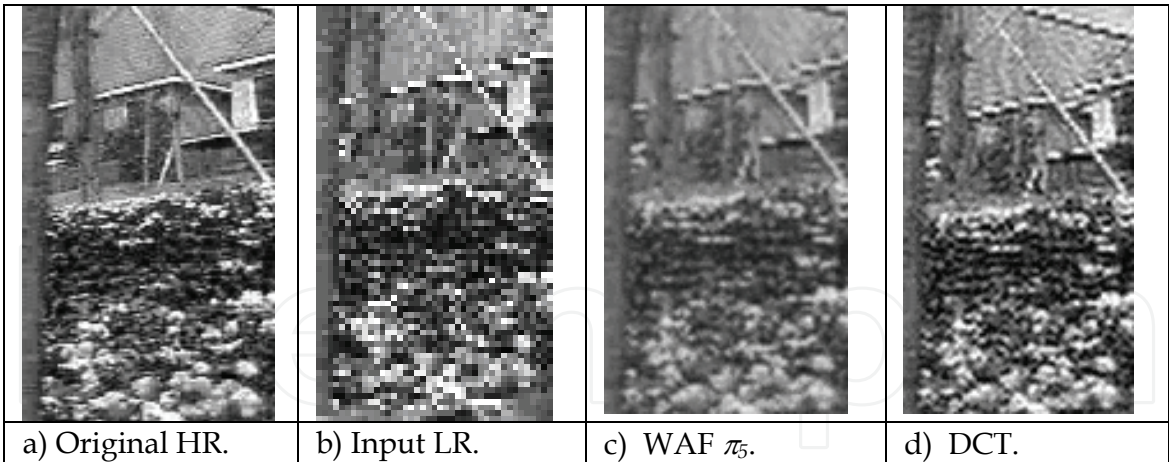 a) Original HR.
b) Input LR.
c) WAF π₅.
d) DCT.